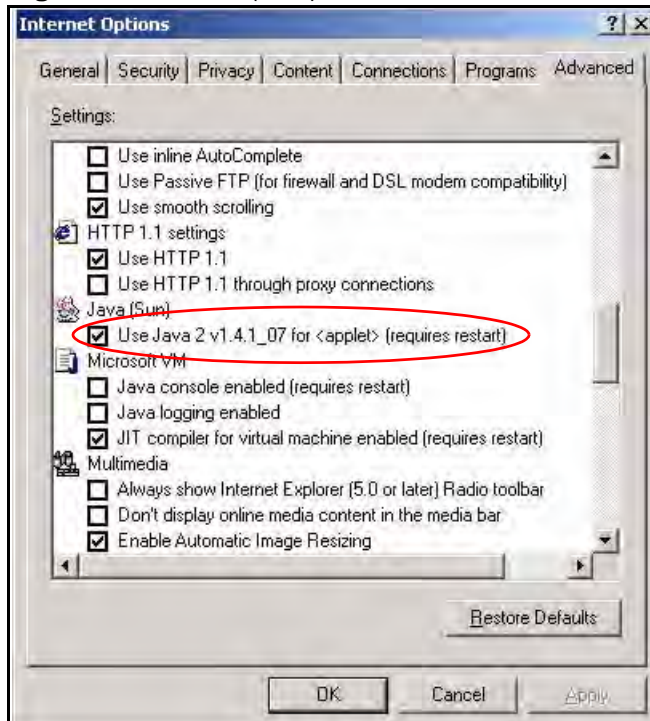 Internet Options
? ×
General Security Privacy Content Connections Programs Advanced
Settings:
Use inline AutoComplete
Use Passive FTP (for firewall and DSL modem compatibility)
Use smooth scrolling
HTTP 1.1 settings
Use HTTP 1.1
Use HTTP 1.1 through proxy connections
Java (Sun)
Use Java 2 v1.4.1_07 for <applet> (requires restart)
Microsoft VM
Java console enabled (requires restart)
Java logging enabled
JIT compiler for virtual machine enabled (requires restart)
Multimedia
Always show Internet Explorer (5.0 or later) Radio toolbar
Don't display online media content in the media bar
Enable Automatic Image Resizing
Restore Defaults
OK Cancel Apply